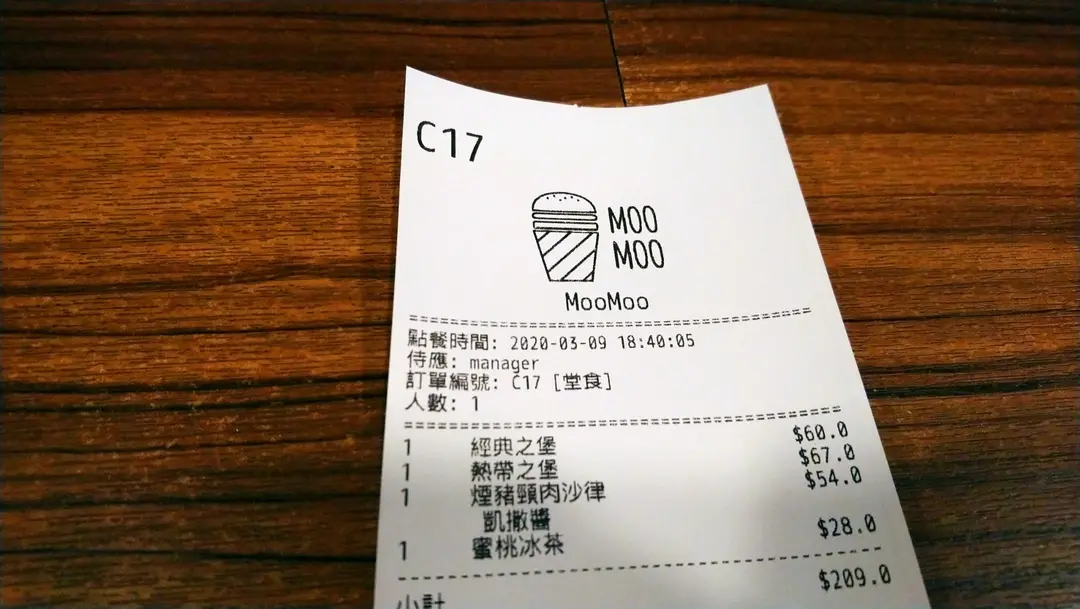 C17
MOO
MOO
MooMoo
點餐時間: 2020-03-09 18:40:05
侍應: manager
訂單編號: C17 [堂食]
人數: 1
1 經典之堡 $60.0
1 熱帶之堡 $67.0
1 煙豬頸肉沙律 $54.0
凱撒醬
1 蜜桃冰茶 $28.0
小計 $209.0